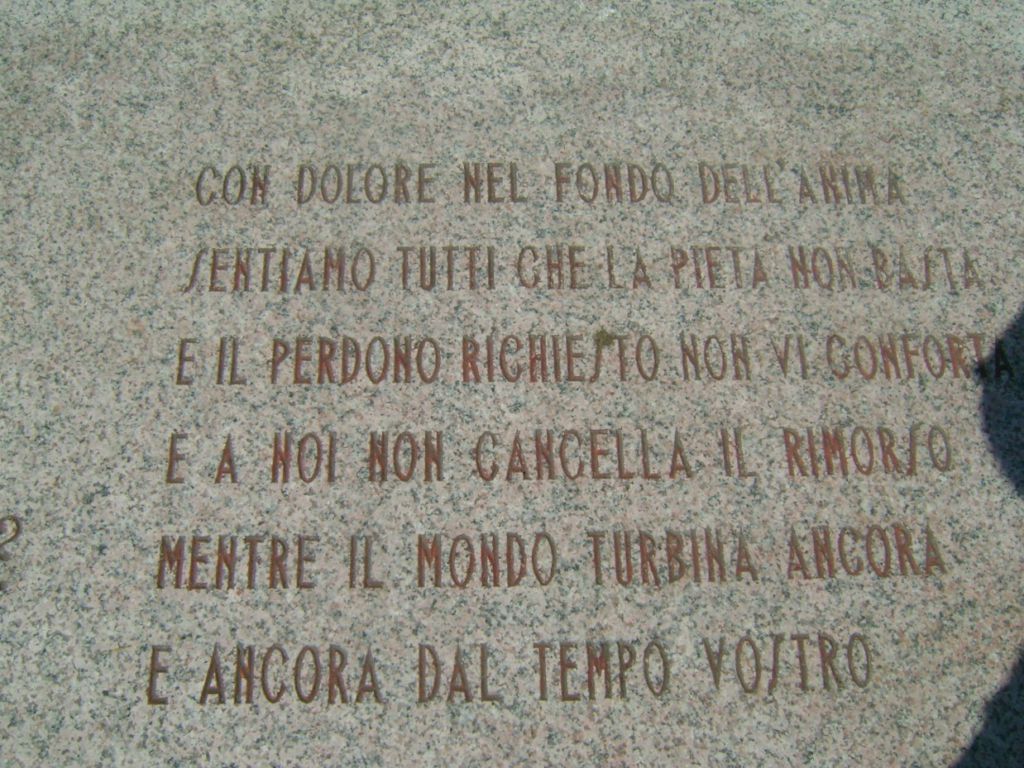 CON DOLORE NEL FONDO DELL'ANIMA
SENTIAMO TUTTI CHE LA PIETA NON BASTA
E IL PERDONO RICHIESTO NON VI CONFORTA
E A NOI NON CANCELLA IL RIMORSO
MENTRE IL MONDO TURBINA ANCORA
E ANCORA DAL TEMPO VOSTRO